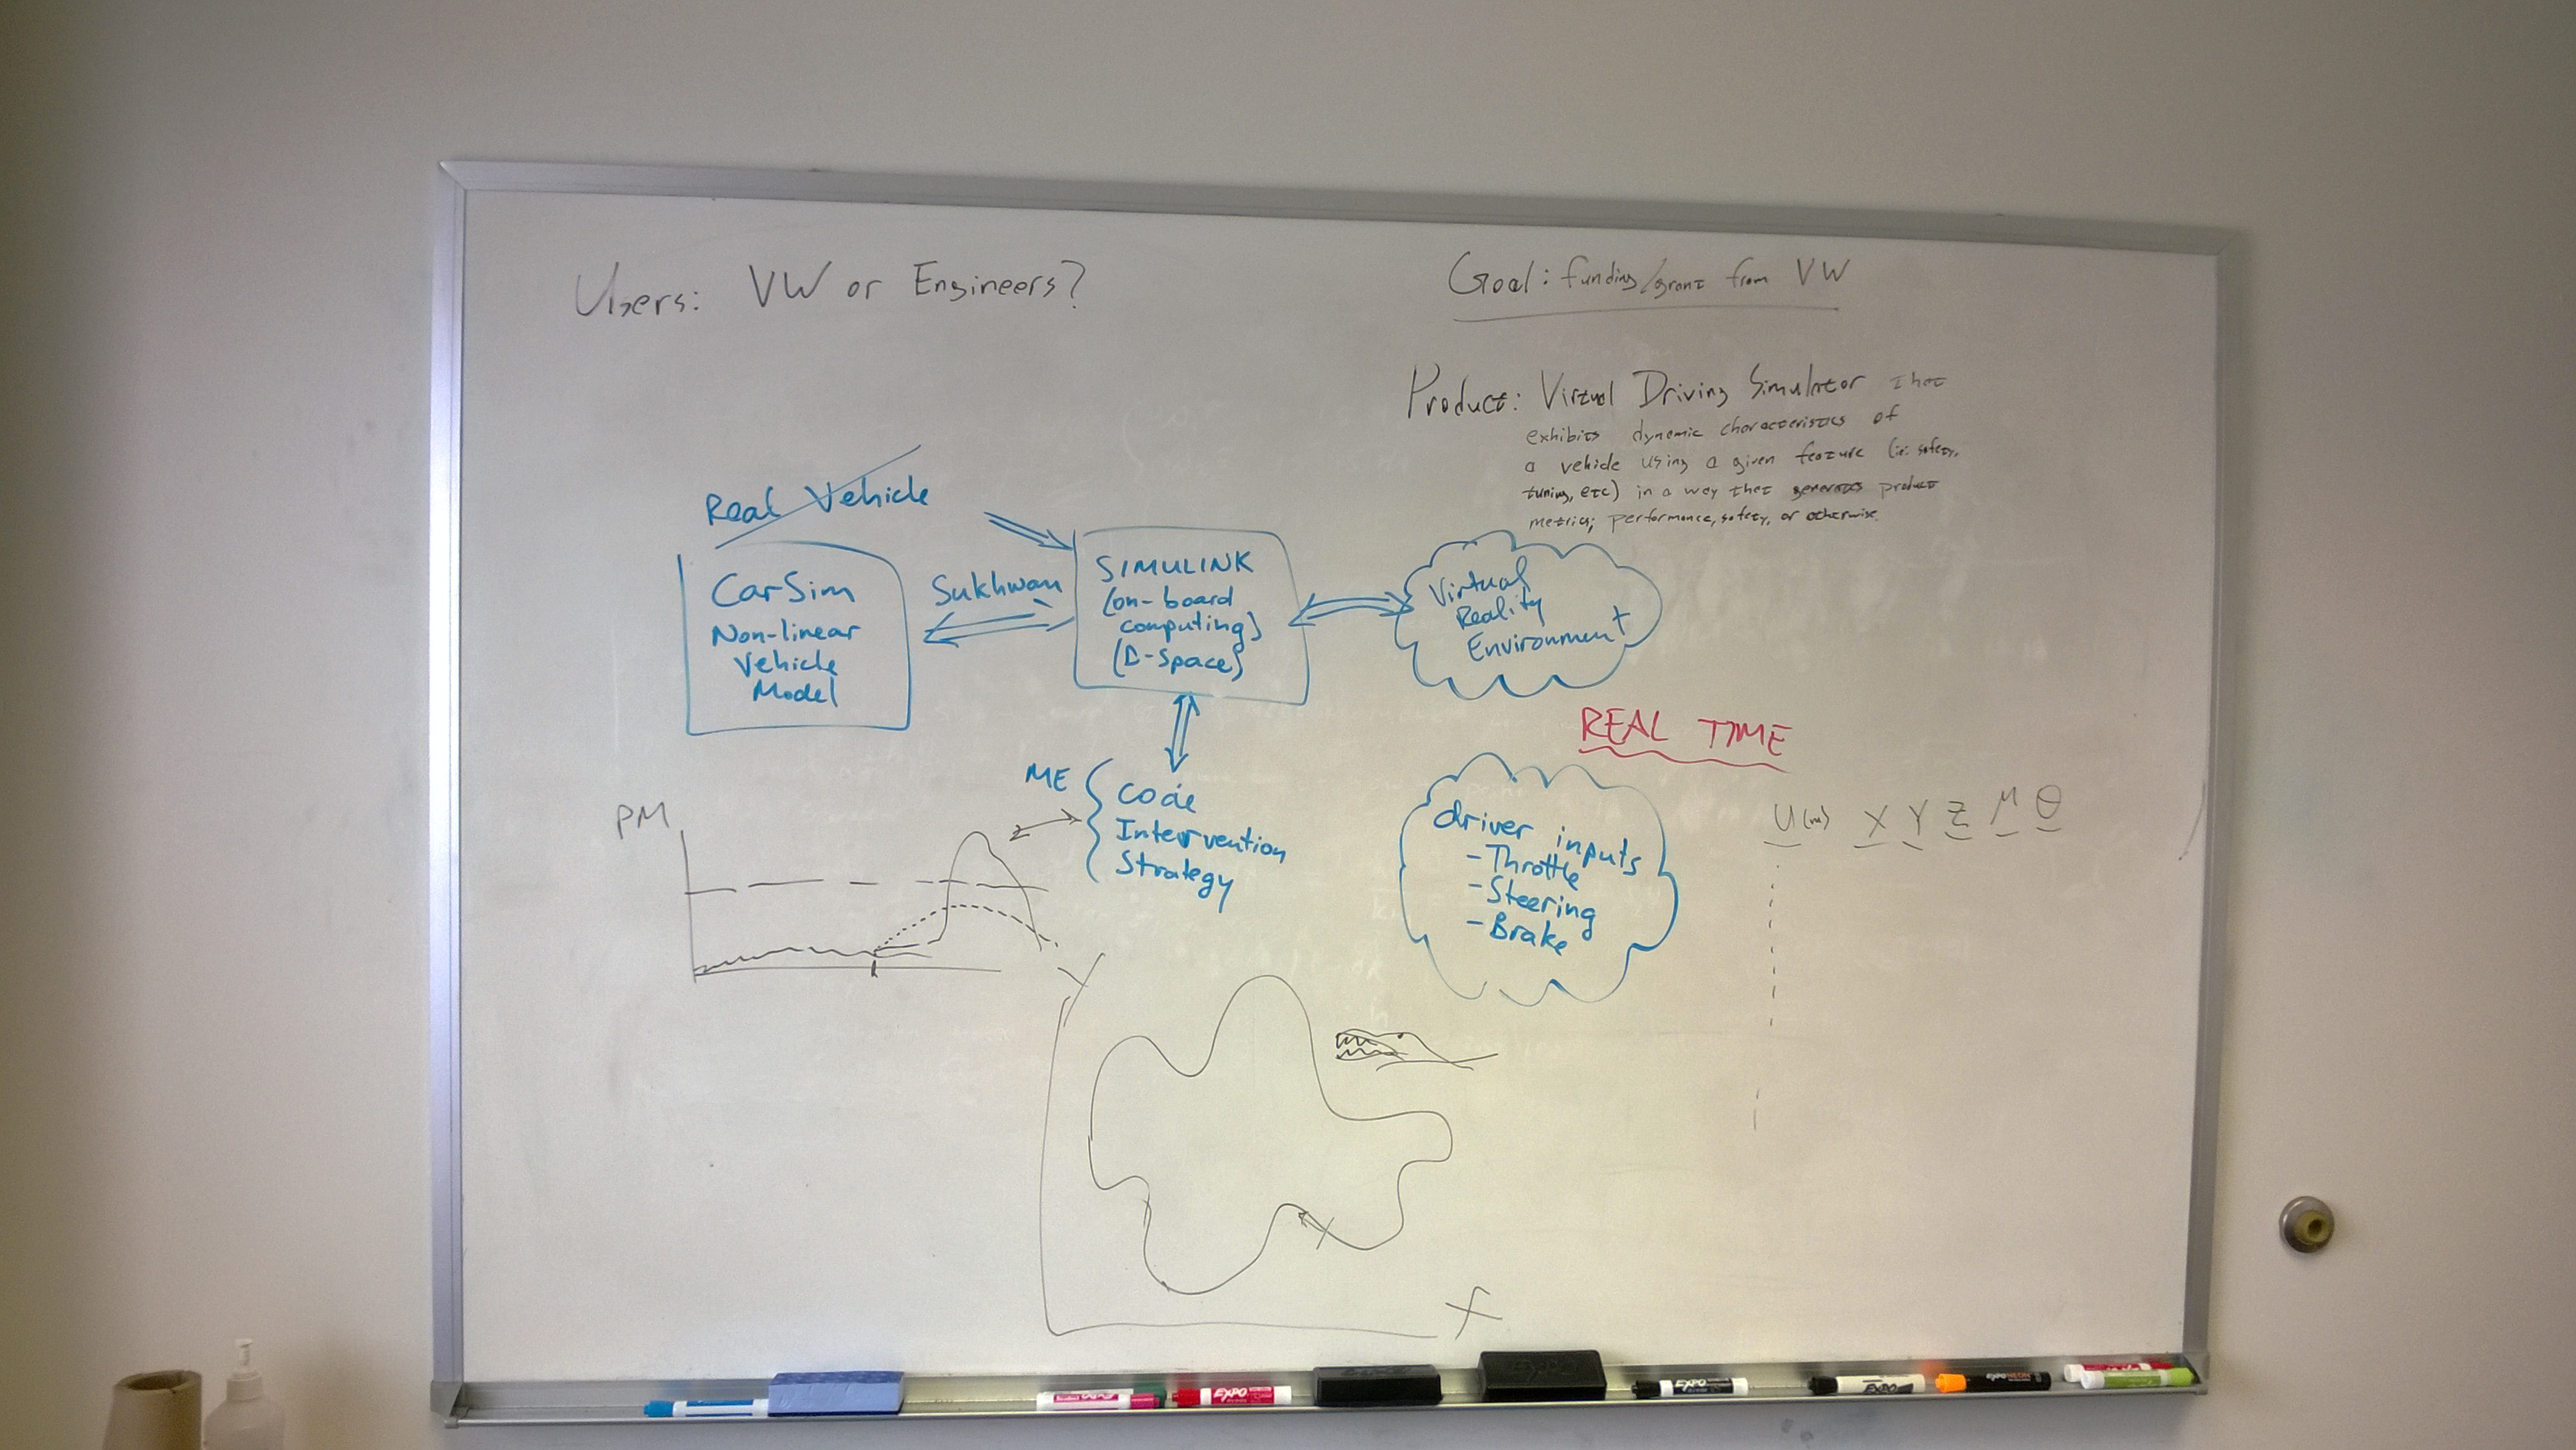 Users: VW or Engineers?
Goal: funding/grant from VW
Product: Virtual Driving Simulator that
exhibits dynamic characteristics of
a vehicle using a given feature (ie: safety,
tuning, etc) in a way that generates product
metrics; performance, safety, or otherwise.
Real Vehicle
CarSim
Non-linear
Vehicle
Model
Sukhwan
SIMULINK
(on-board
computing)
(D-Space)
Virtual
Reality
Environment
REAL TIME
ME { Code
Intervention
Strategy
driver inputs
- Throttle
- Steering
- Brake
U(m) X Y Z μ θ
PM
Y
X
EXPO
EXPO
EXPO
EXPO